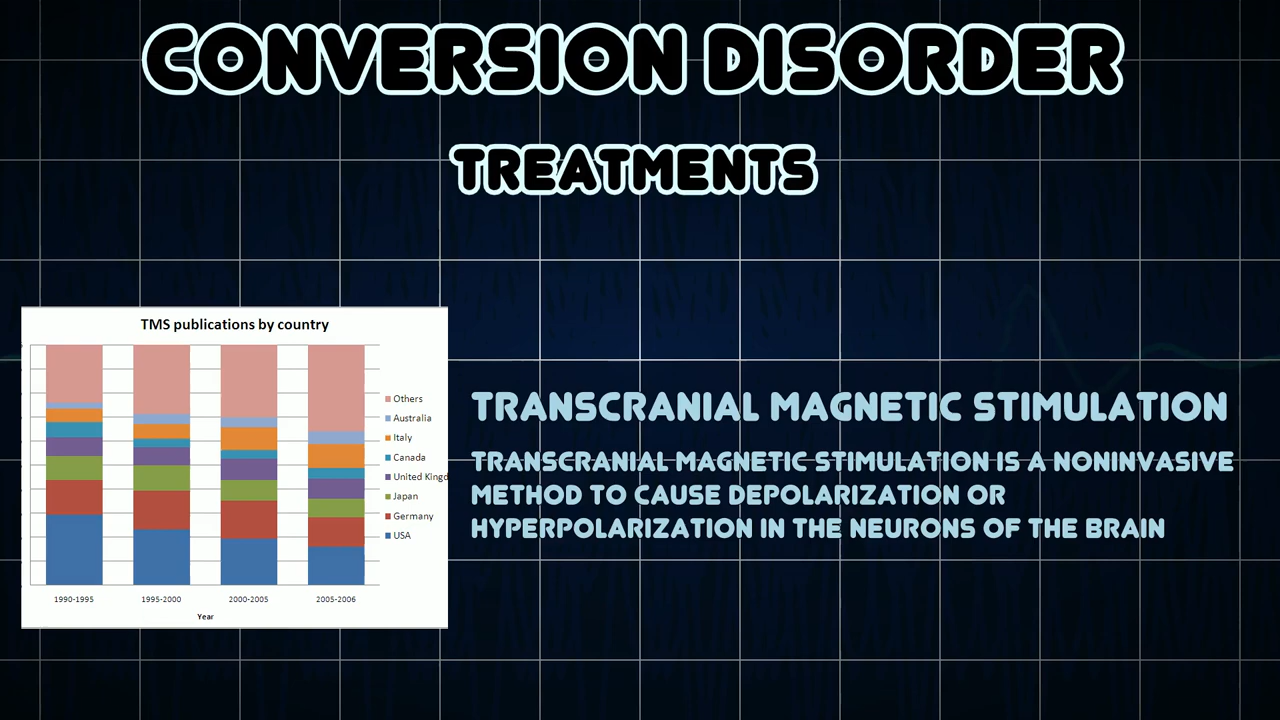 CONVERSION DISORDER
TREATMENTS
TMS publications by country
Others
Australia
Italy
Canada
United Kingd
Japan
Germany
USA
1990-1995 1995-2000 2000-2005 2005-2006
Year
TRANSCRANIAL MAGNETIC STIMULATION
TRANSCRANIAL MAGNETIC STIMULATION IS A NONINVASIVE
METHOD TO CAUSE DEPOLARIZATION OR
HYPERPOLARIZATION IN THE NEURONS OF THE BRAIN